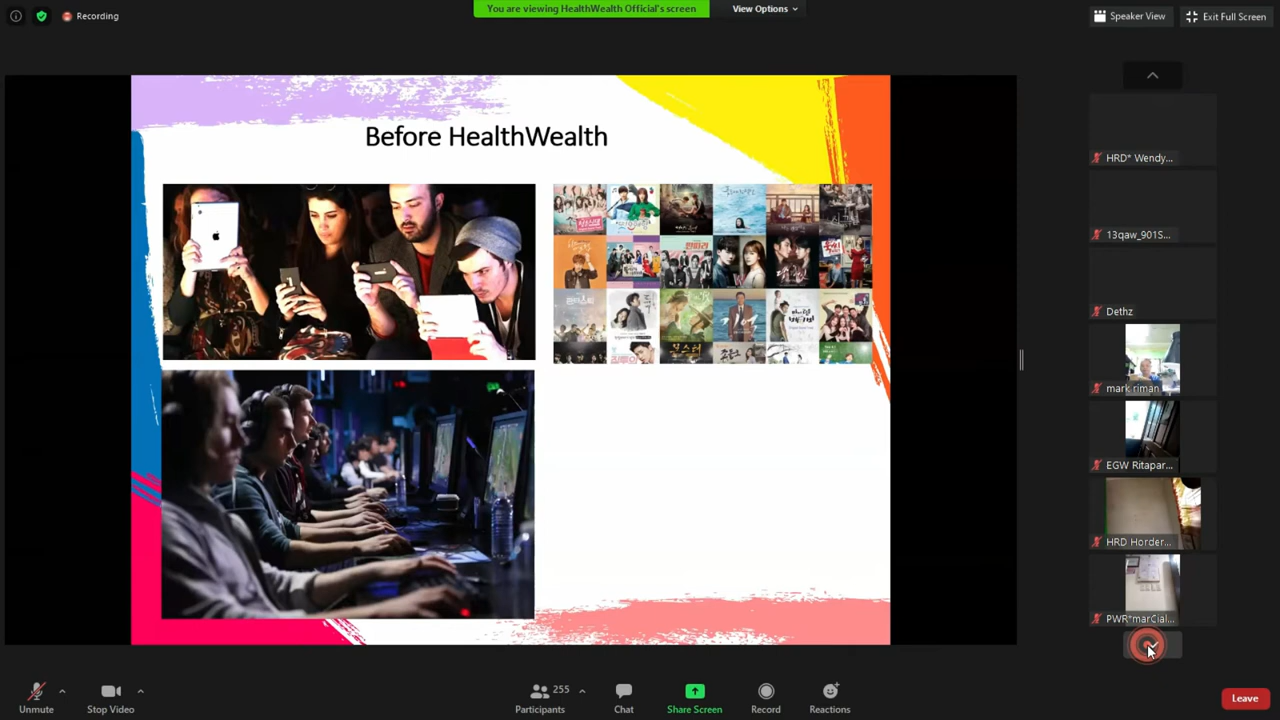 You are viewing HealthWealth Official's screen
View Options
Recording
Speaker View
Exit Full Screen
Before HealthWealth
HRD* Wendy...
13qaw_901S...
Dethz
mark riman
EGW Ritapar...
HRD Horder...
PWR*marCial...
Unmute
Stop Video
255
Participants
Chat
Share Screen
Record
Reactions
Leave